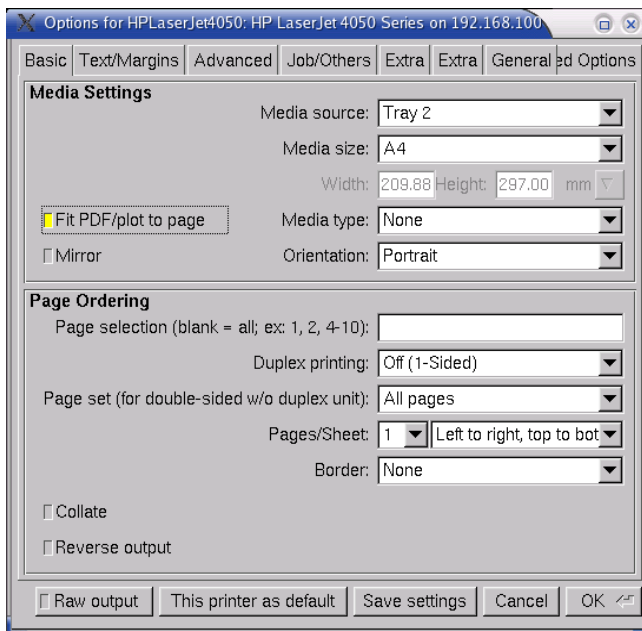 Options for HPLaserJet4050: HP LaserJet 4050 Series on 192.168.100
Basic Text/Margins Advanced Job/Others Extra Extra General ed Options
Media Settings
Media source: Tray 2
Media size: A4
Width: 209.88 Height: 297.00 mm
Fit PDF/plot to page Media type: None
Mirror Orientation: Portrait
Page Ordering
Page selection (blank = all; ex: 1, 2, 4-10):
Duplex printing: Off (1-Sided)
Page set (for double-sided w/o duplex unit): All pages
Pages/Sheet: 1 Left to right, top to bot
Border: None
Collate
Reverse output
Raw output This printer as default Save settings Cancel OK